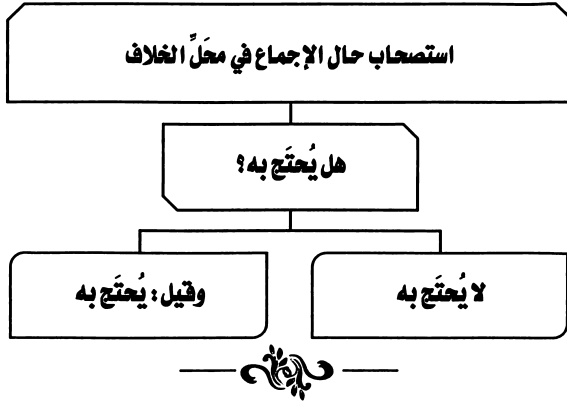 استصحاب حال الإجماع في محَلِّ الخلاف
هل يُحتَج به؟
لا يُحتَج به
وقيل: يُحتَج به